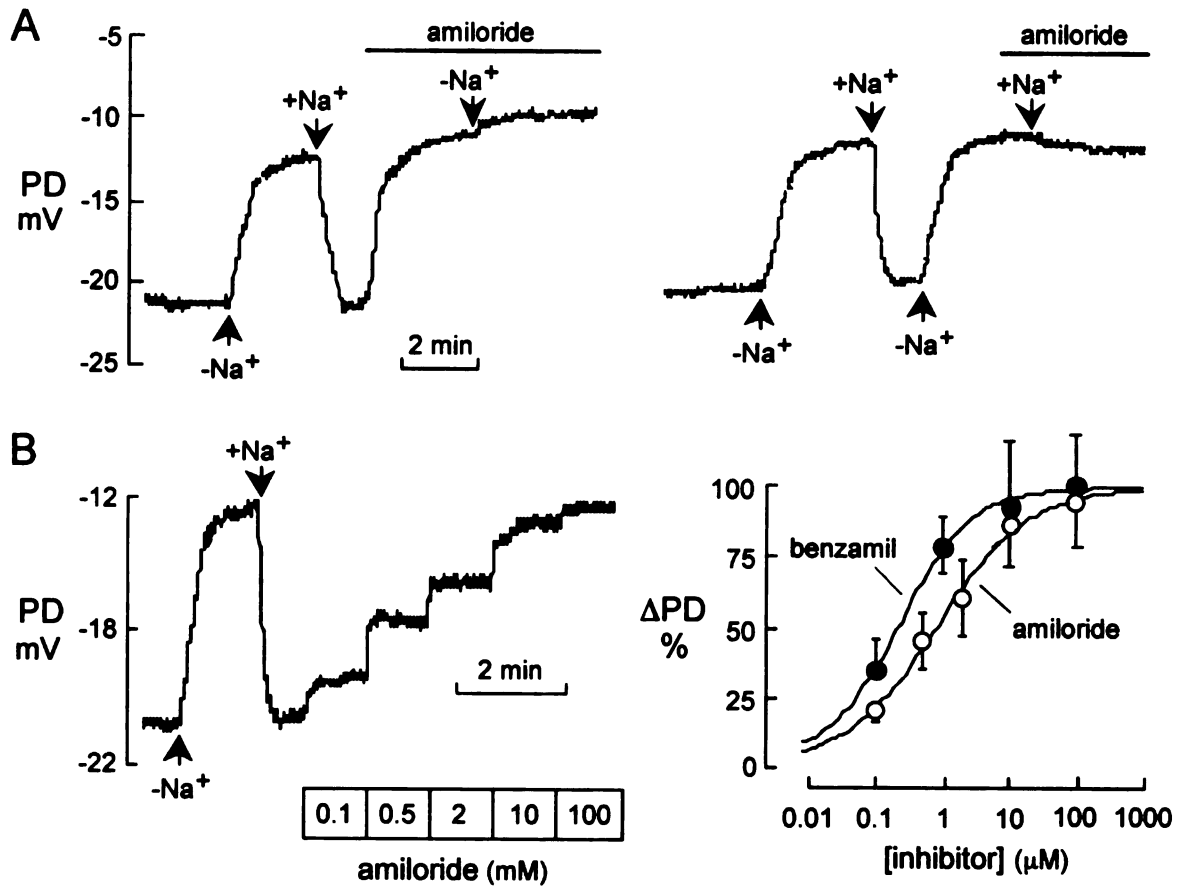 A
-5
-10
-15
-20
-25
PD
mV
amiloride
+Na+
-Na+
-Na+
2 min
amiloride
+Na+
+Na+
-Na+
-Na+
B
-12
-18
-22
PD
mV
+Na+
-Na+
2 min
0.1 0.5 2 10 100
amiloride (mM)
100
75
50
25
0
ΔPD
%
benzamil
amiloride
0.01 0.1 1 10 100 1000
[inhibitor] (μM)